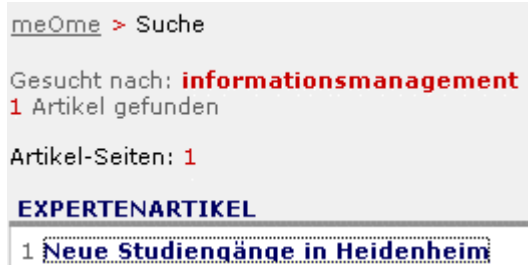 meOme > Suche
Gesucht nach: informationsmanagement
1 Artikel gefunden
Artikel-Seiten: 1
EXPERTENARTIKEL
1 Neue Studiengänge in Heidenheim